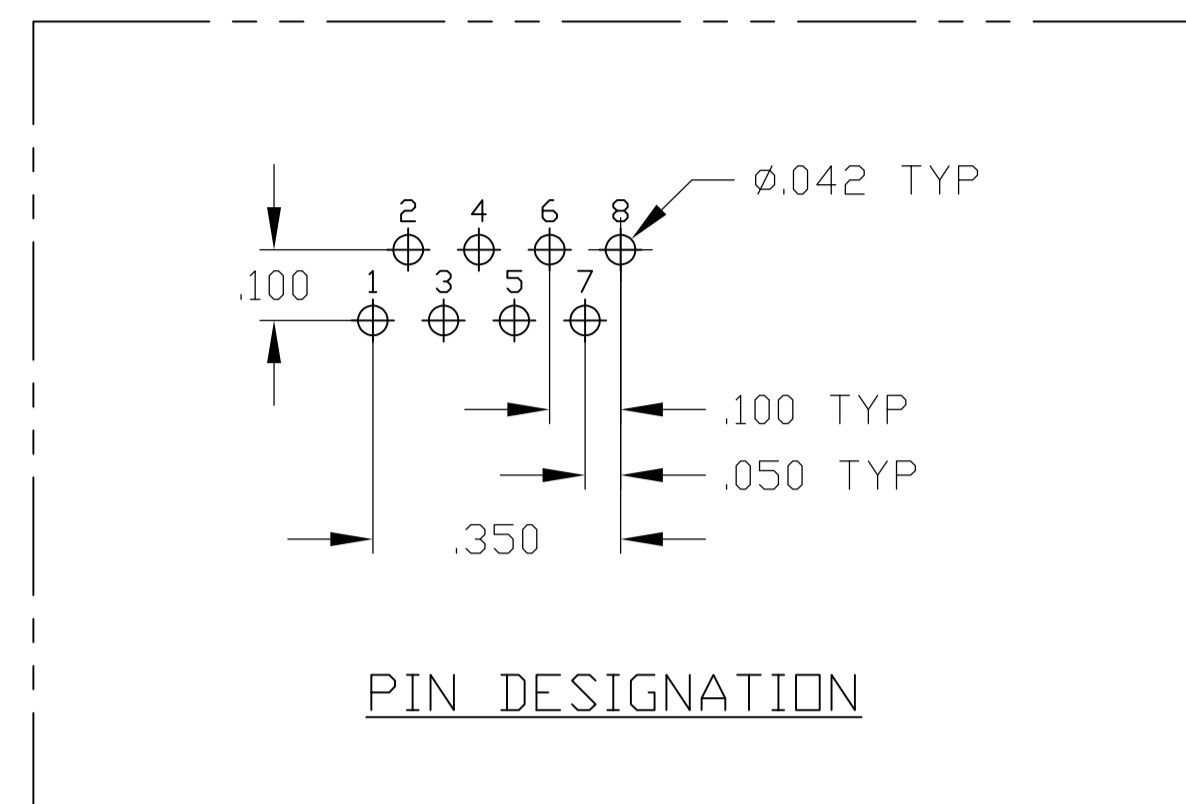 Ø.042 TYP
2 4 6 8
.100
1 3 5 7
.100 TYP
.050 TYP
.350
PIN DESIGNATION